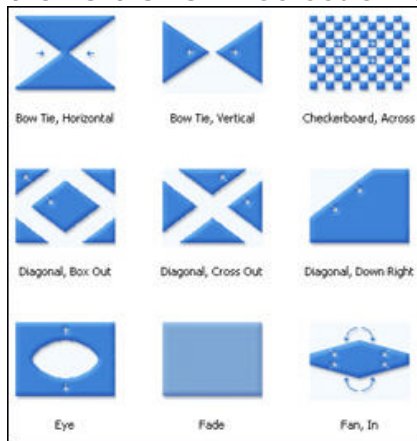 Bow Tie, Horizontal
Bow Tie, Vertical
Checkerboard, Across
Diagonal, Box Out
Diagonal, Cross Out
Diagonal, Down Right
Eye
Fade
Fan, In